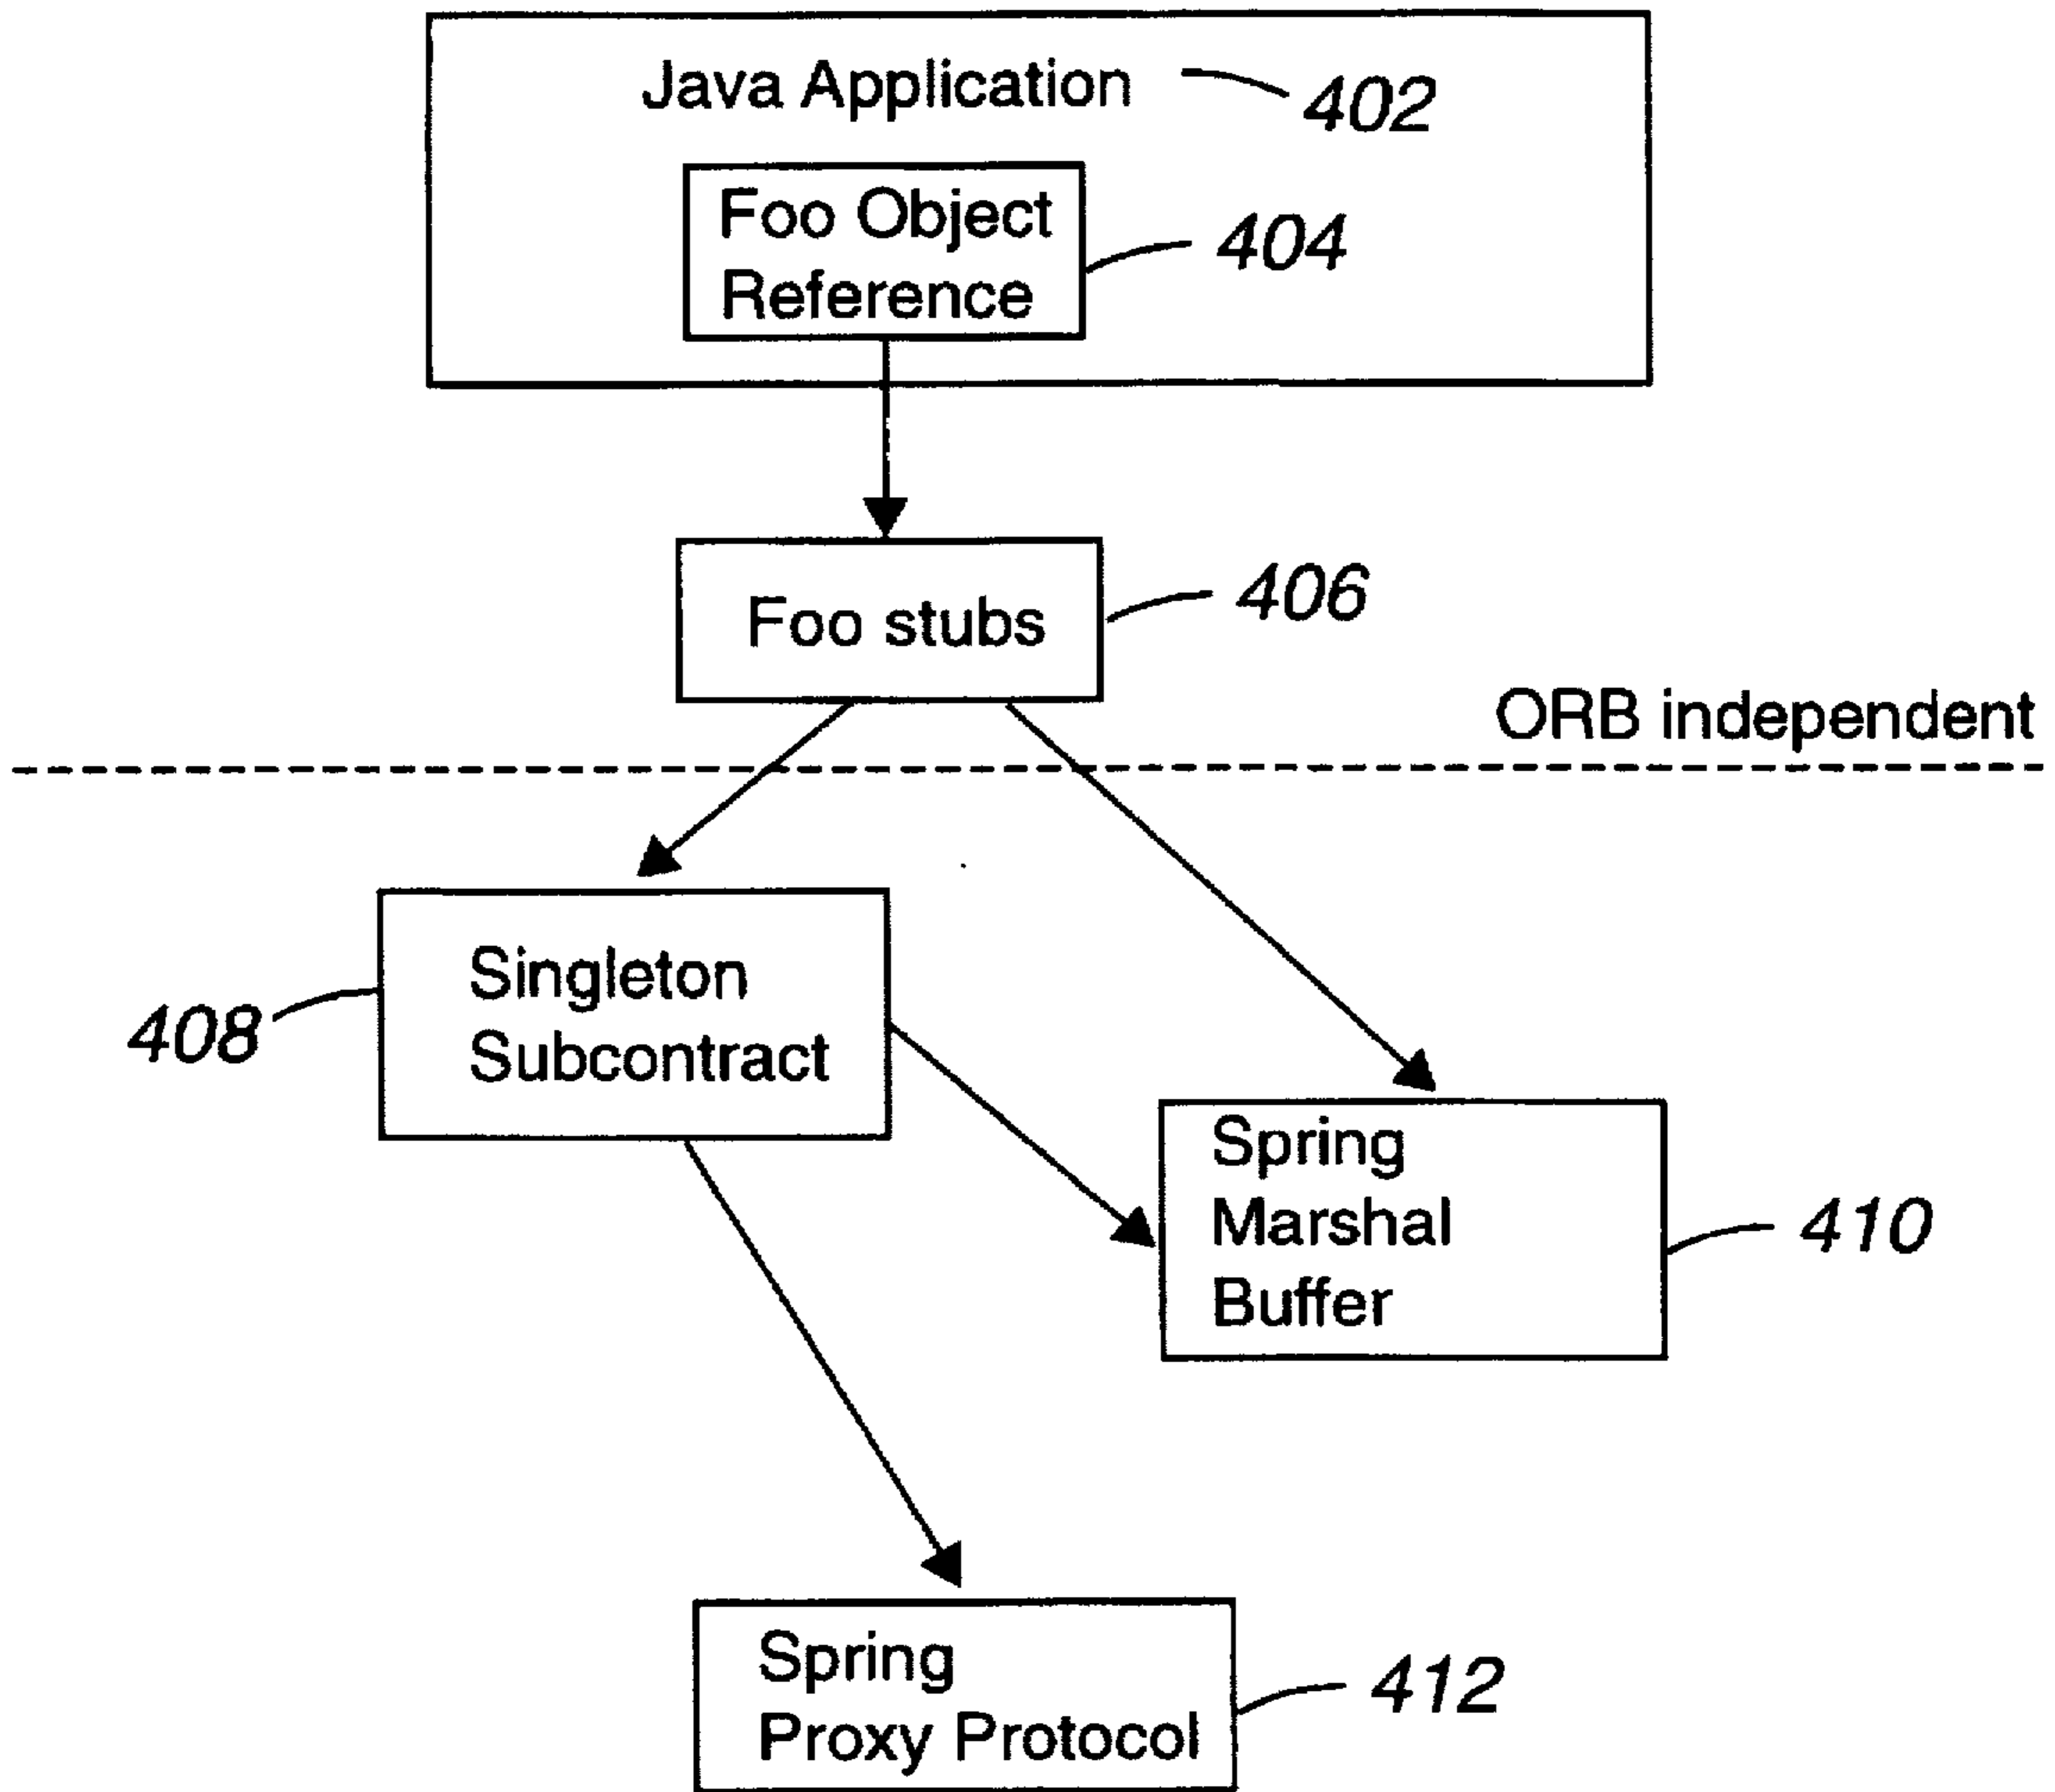 Java Application 402
Foo Object
Reference
404
Foo stubs
406
ORB independent
Singleton
Subcontract
408
Spring
Marshal
Buffer
410
Spring
Proxy Protocol
412